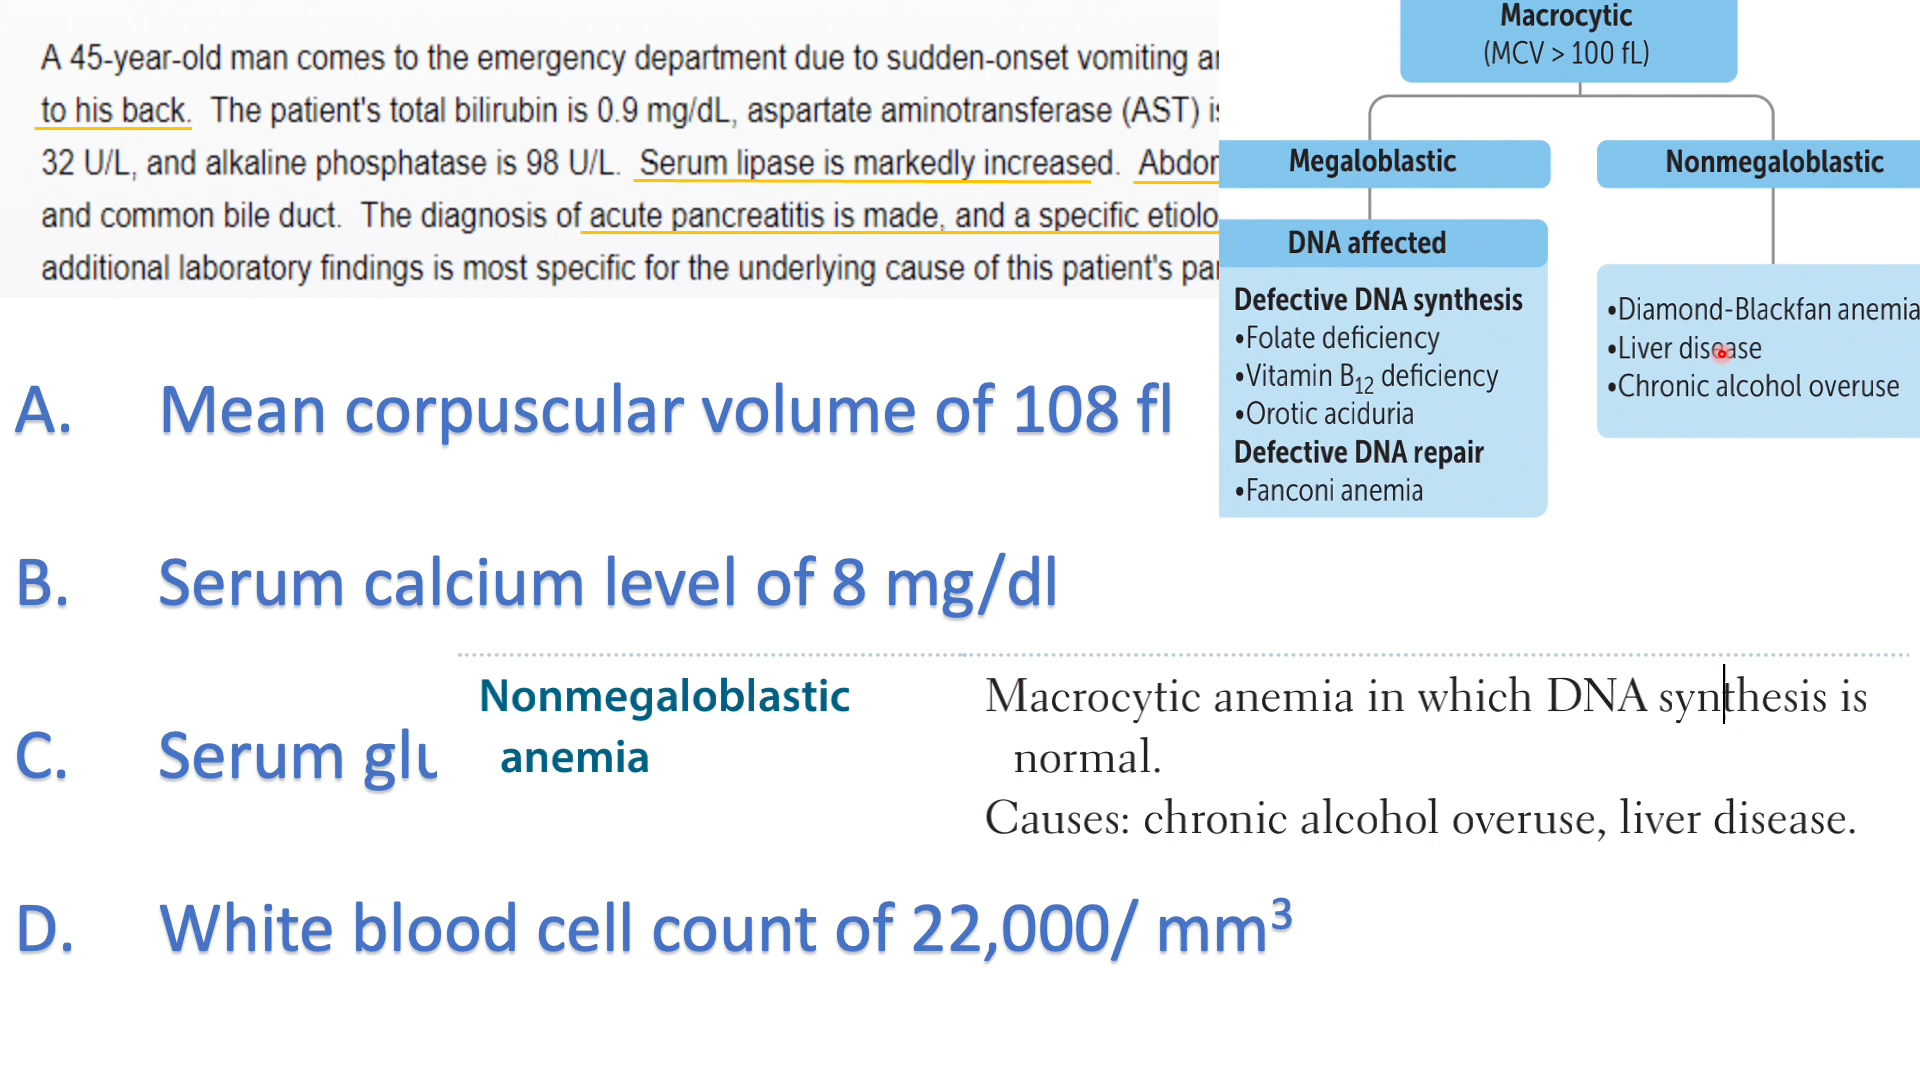 A 45-year-old man comes to the emergency department due to sudden-onset vomiting
to his back. The patient's total bilirubin is 0.9 mg/dL, aspartate aminotransferase (AST)
32 U/L, and alkaline phosphatase is 98 U/L. Serum lipase is markedly increased.
and common bile duct. The diagnosis of acute pancreatitis is made, and a specific
additional laboratory findings is most specific for the underlying cause of this patient's
Macrocytic
(MCV > 100 fL)
Megaloblastic
Nonmegaloblastic
DNA affected
Defective DNA synthesis
•Folate deficiency
•Vitamin B12 deficiency
•Orotic aciduria
Defective DNA repair
•Fanconi anemia
•Diamond-Blackfan anemia
•Liver disease
•Chronic alcohol overuse
A. Mean corpuscular volume of 108 fl
B. Serum calcium level of 8 mg/dl
C. Serum
Nonmegaloblastic
anemia
Macrocytic anemia in which DNA synthesis is
normal.
Causes: chronic alcohol overuse, liver disease.
D. White blood cell count of 22,000/ mm³